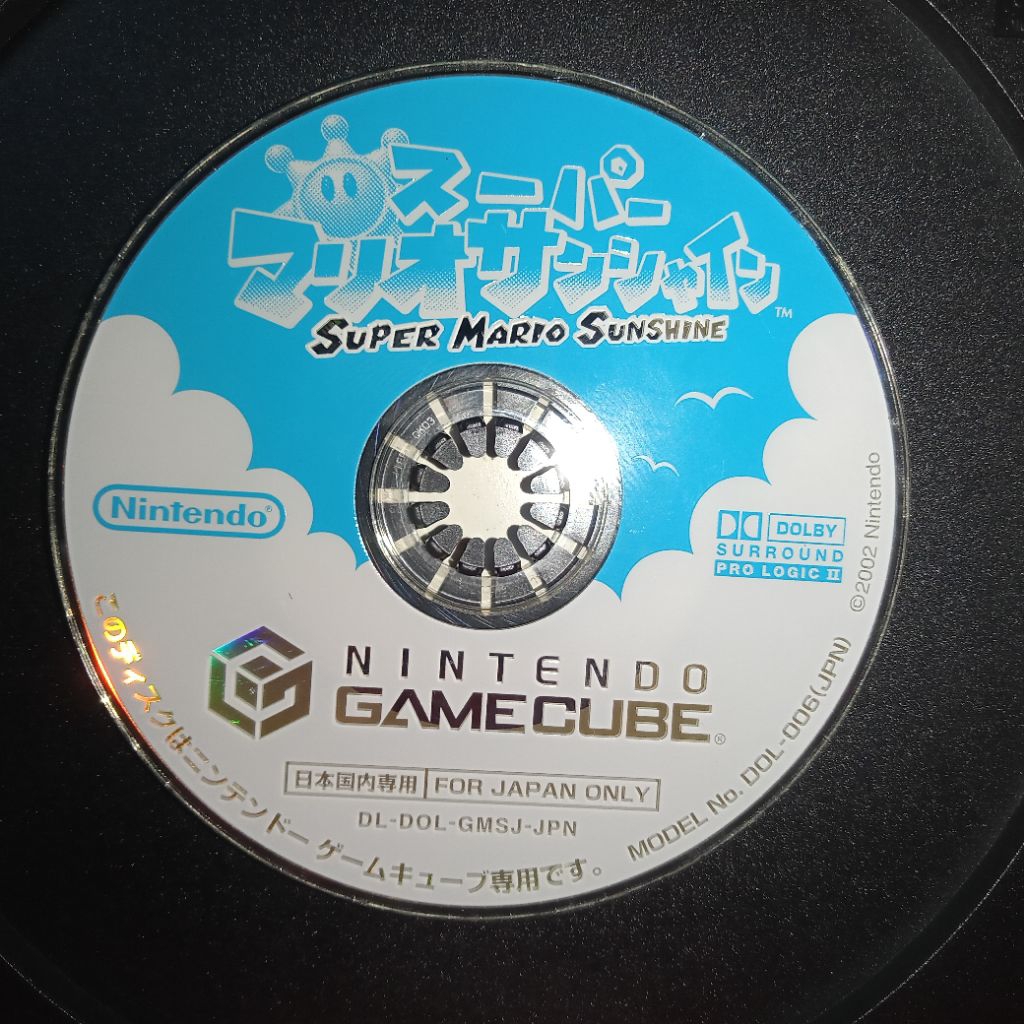 スーパー
マリオサンシャイン™
SUPER MARIO SUNSHINE
Nintendo®
DOLBY
SURROUND
PRO LOGIC II
©2002 Nintendo
NINTENDO
GAMECUBE®
日本国内専用 FOR JAPAN ONLY
DL-DOL-GMSJ-JPN
このディスクはニンテンドーゲームキューブ専用です。
MODEL No. DOL-006(JPN)